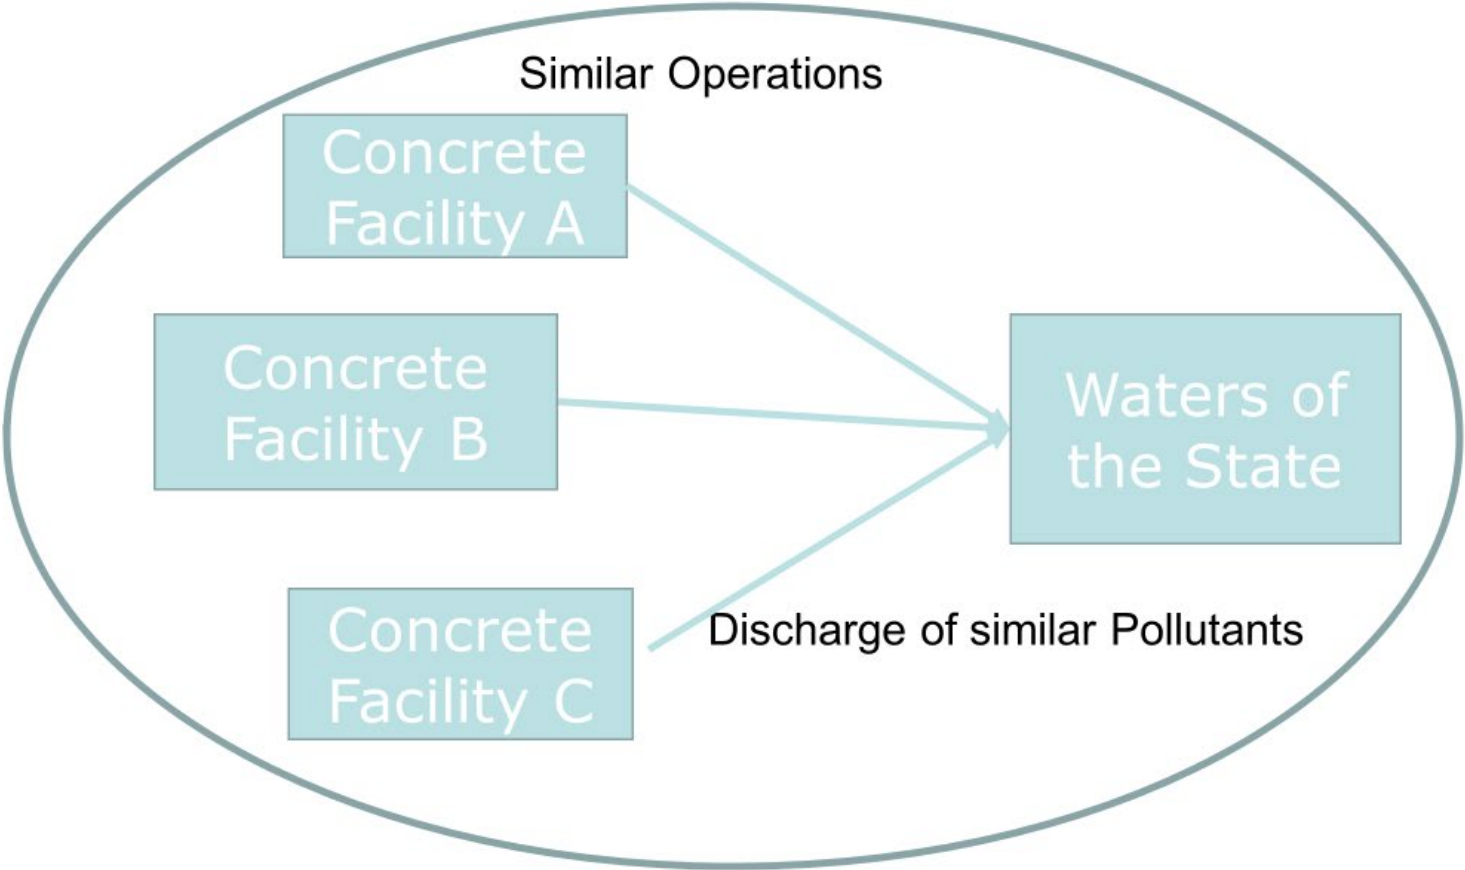 Similar Operations
Concrete
Facility A
Concrete
Facility B
Waters of
the State
Concrete
Facility C
Discharge of similar Pollutants